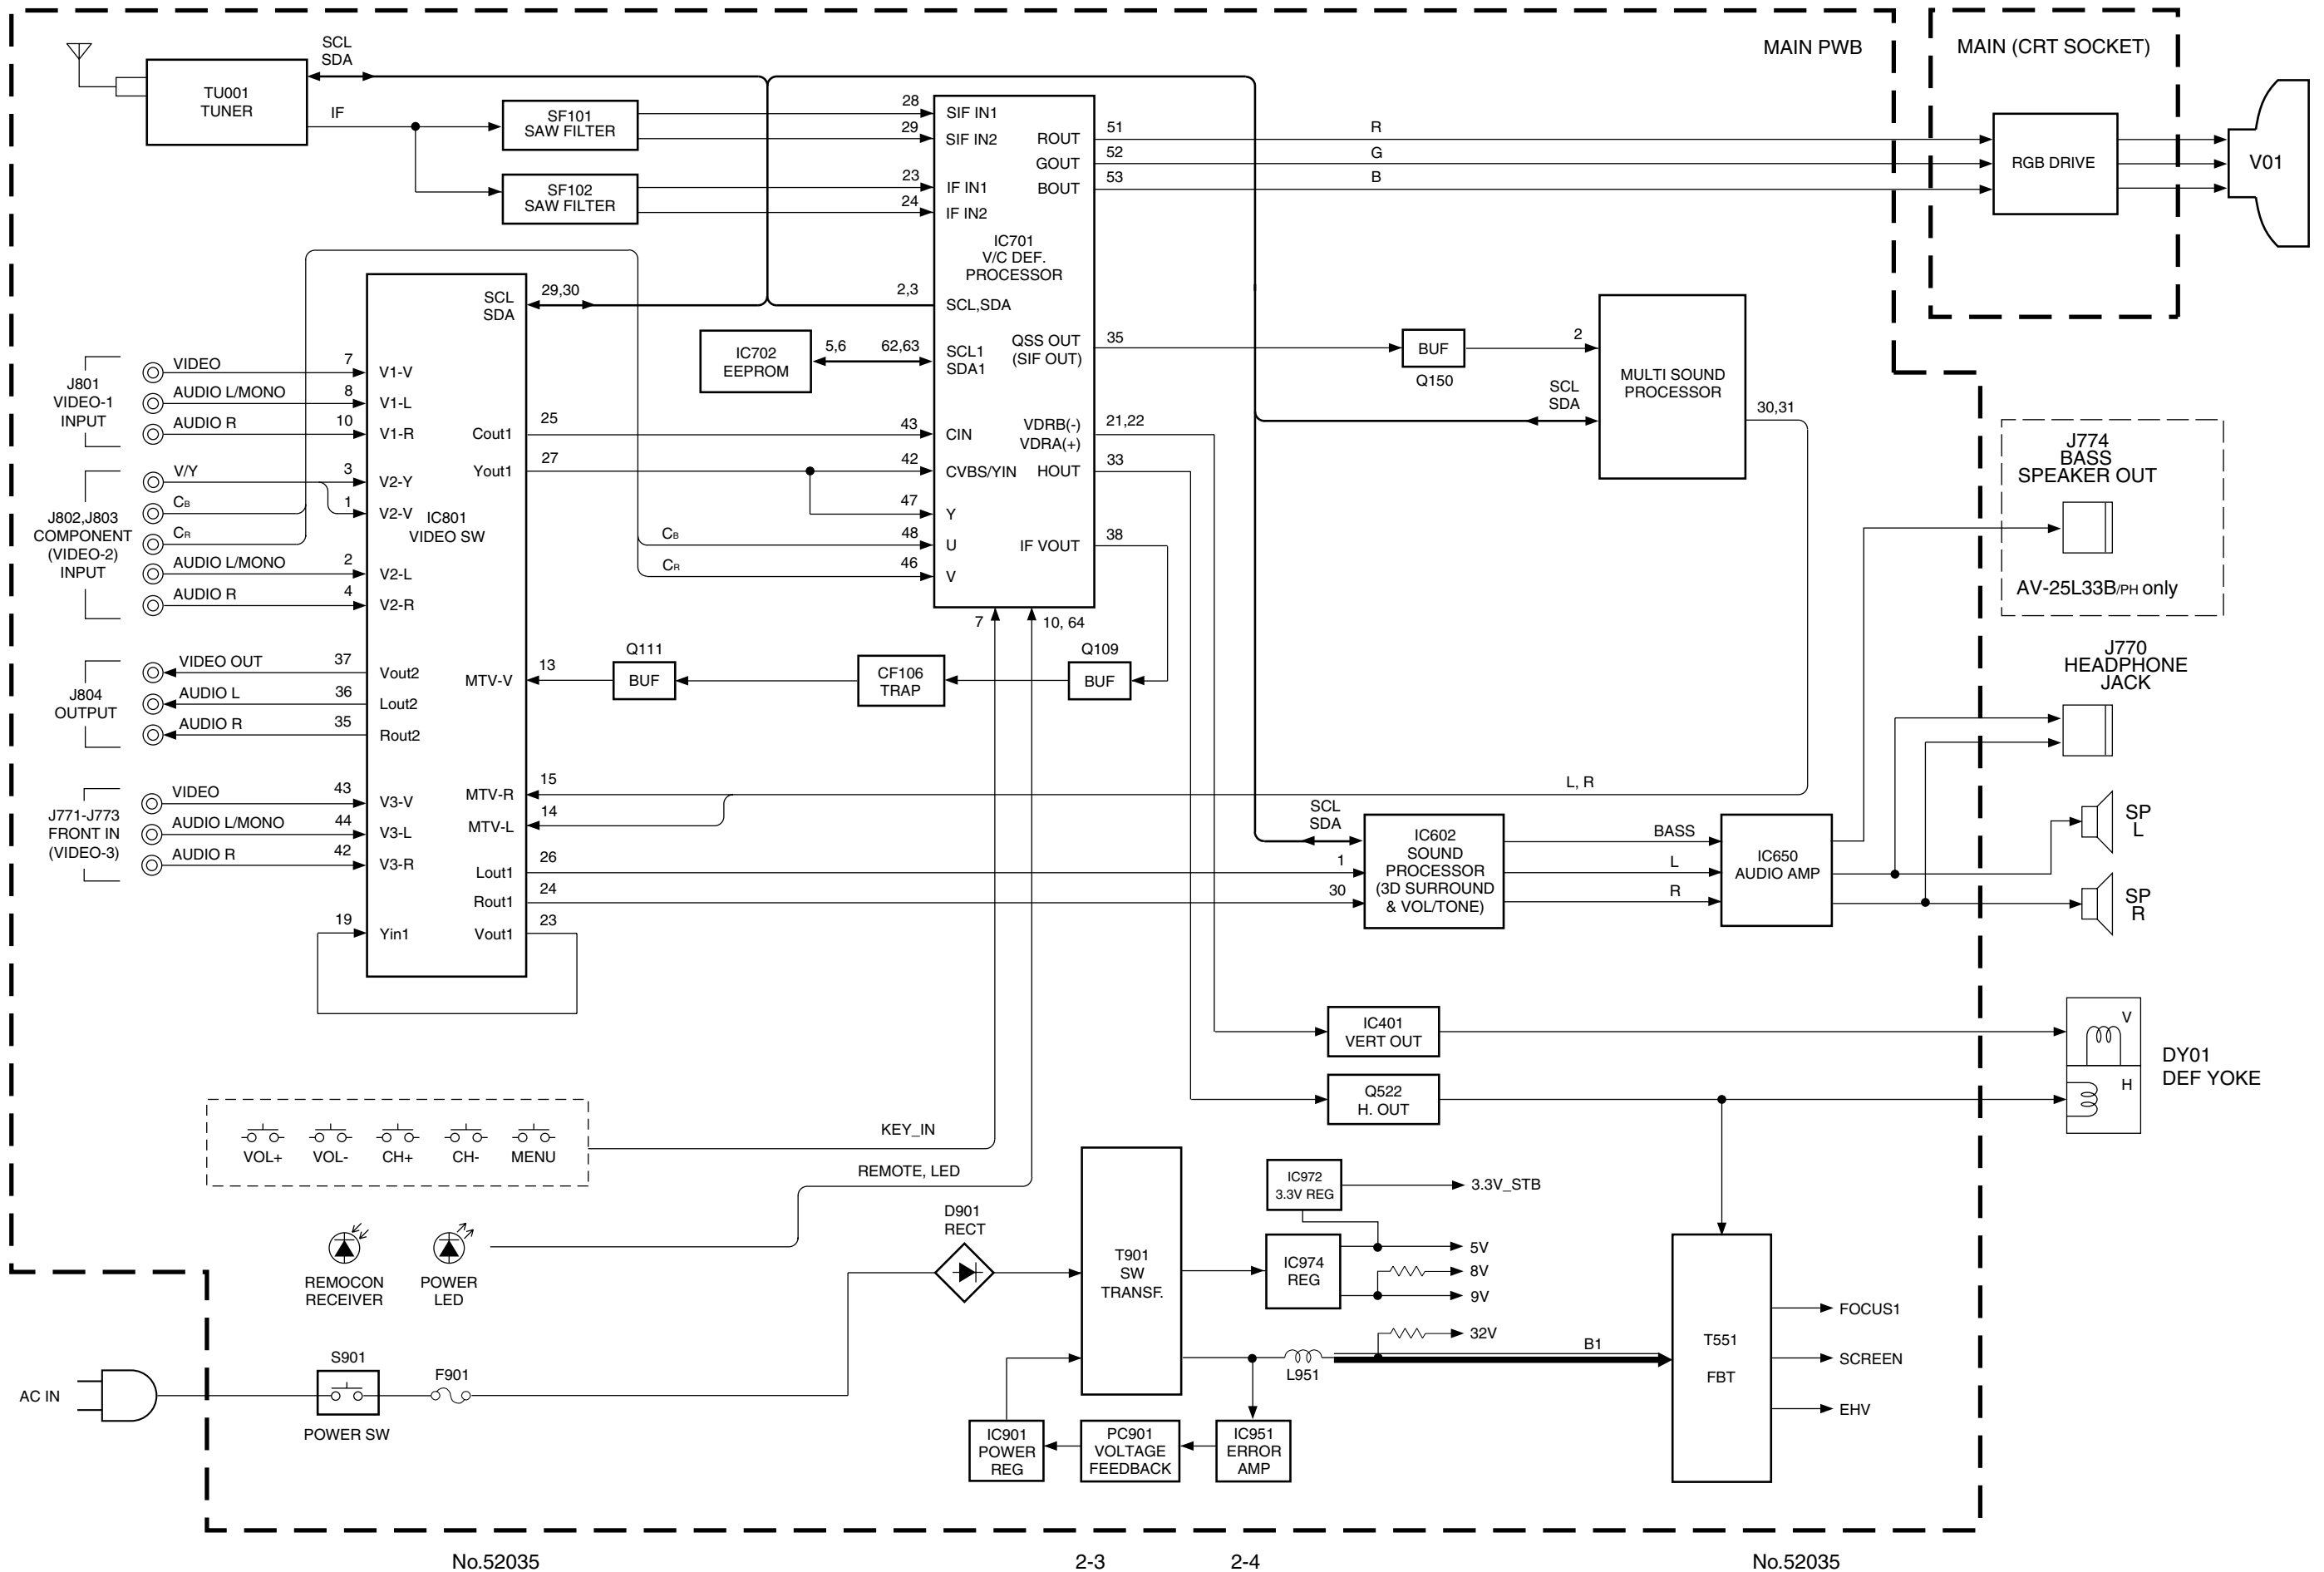 MAIN PWB
MAIN (CRT SOCKET)
SCL
SDA
TU001
TUNER
IF
SF101
SAW FILTER
SF102
SAW FILTER
28
29
23
24
SIF IN1
SIF IN2
IF IN1
IF IN2
ROUT
GOUT
BOUT
51
52
53
R
G
B
RGB DRIVE
V01
IC701
V/C DEF.
PROCESSOR
2,3
SCL,SDA
SCL
SDA
29,30
IC702
EEPROM
5,6
62,63
SCL1
SDA1
QSS OUT
(SIF OUT)
35
BUF
Q150
2
MULTI SOUND
PROCESSOR
SCL
SDA
30,31
J801
VIDEO-1
INPUT
VIDEO
AUDIO L/MONO
AUDIO R
7
8
10
V1-V
V1-L
V1-R
Cout1
Yout1
25
27
43
42
47
48
46
CIN
CVBS/YIN
Y
U
V
VDRB(-)
VDRA(+)
HOUT
IF VOUT
21,22
33
38
J802,J803
COMPONENT
(VIDEO-2)
INPUT
V/Y
CB
CR
AUDIO L/MONO
AUDIO R
3
1
2
4
V2-Y
V2-V
V2-L
V2-R
IC801
VIDEO SW
CB
CR
7
10, 64
J774
BASS
SPEAKER OUT
AV-25L33B/PH only
J770
HEADPHONE
JACK
J804
OUTPUT
VIDEO OUT
AUDIO L
AUDIO R
37
36
35
Vout2
Lout2
Rout2
MTV-V
13
Q111
BUF
CF106
TRAP
Q109
BUF
J771-J773
FRONT IN
(VIDEO-3)
VIDEO
AUDIO L/MONO
AUDIO R
43
44
42
V3-V
V3-L
V3-R
MTV-R
MTV-L
15
14
L, R
Lout1
Rout1
Vout1
26
24
23
19
Yin1
SCL
SDA
1
30
IC602
SOUND
PROCESSOR
(3D SURROUND
& VOL/TONE)
BASS
L
R
IC650
AUDIO AMP
SP
L
SP
R
IC401
VERT OUT
Q522
H. OUT
V
H
DY01
DEF YOKE
VOL+
VOL-
CH+
CH-
MENU
KEY_IN
REMOTE, LED
REMOCON
RECEIVER
POWER
LED
D901
RECT
T901
SW
TRANSF.
IC972
3.3V REG
3.3V_STB
IC974
REG
5V
8V
9V
32V
B1
L951
T551
FBT
FOCUS1
SCREEN
EHV
AC IN
S901
POWER SW
F901
IC901
POWER
REG
PC901
VOLTAGE
FEEDBACK
IC951
ERROR
AMP
No.52035
2-3
2-4
No.52035